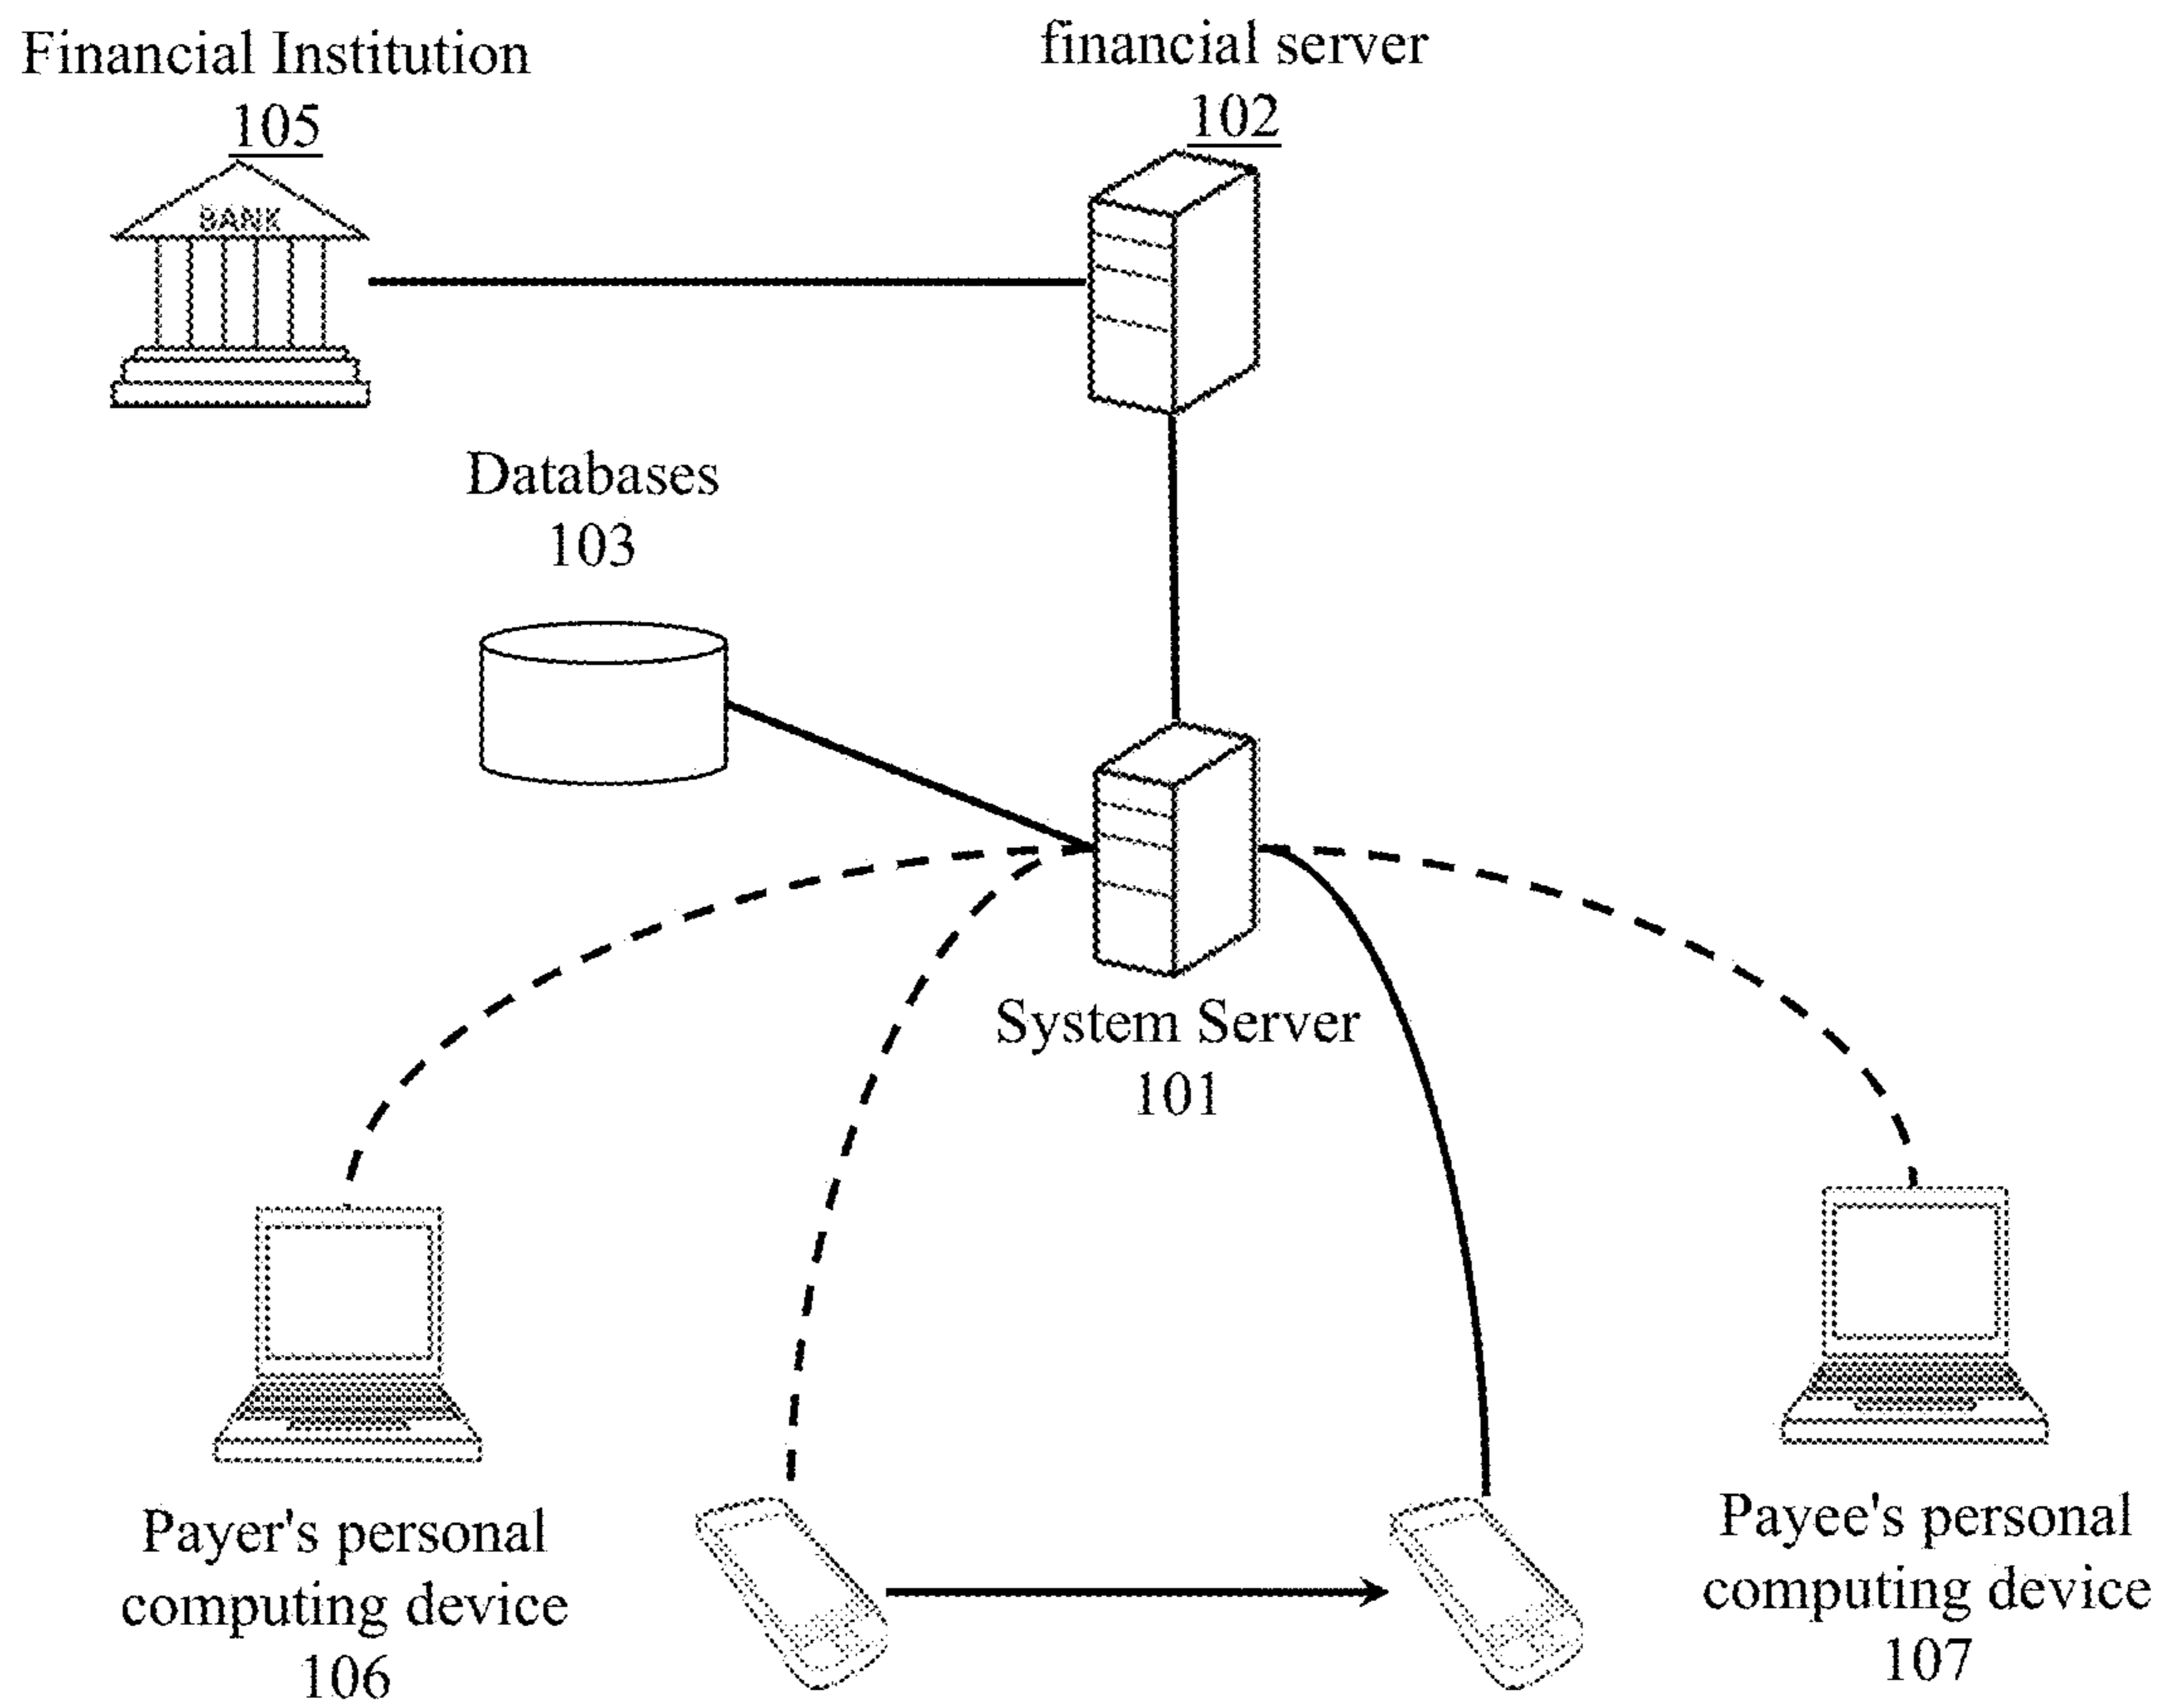 Financial Institution
105
financial server
102
BANK
Databases
103
System Server
101
Payer's personal
computing device
106
Payee's personal
computing device
107